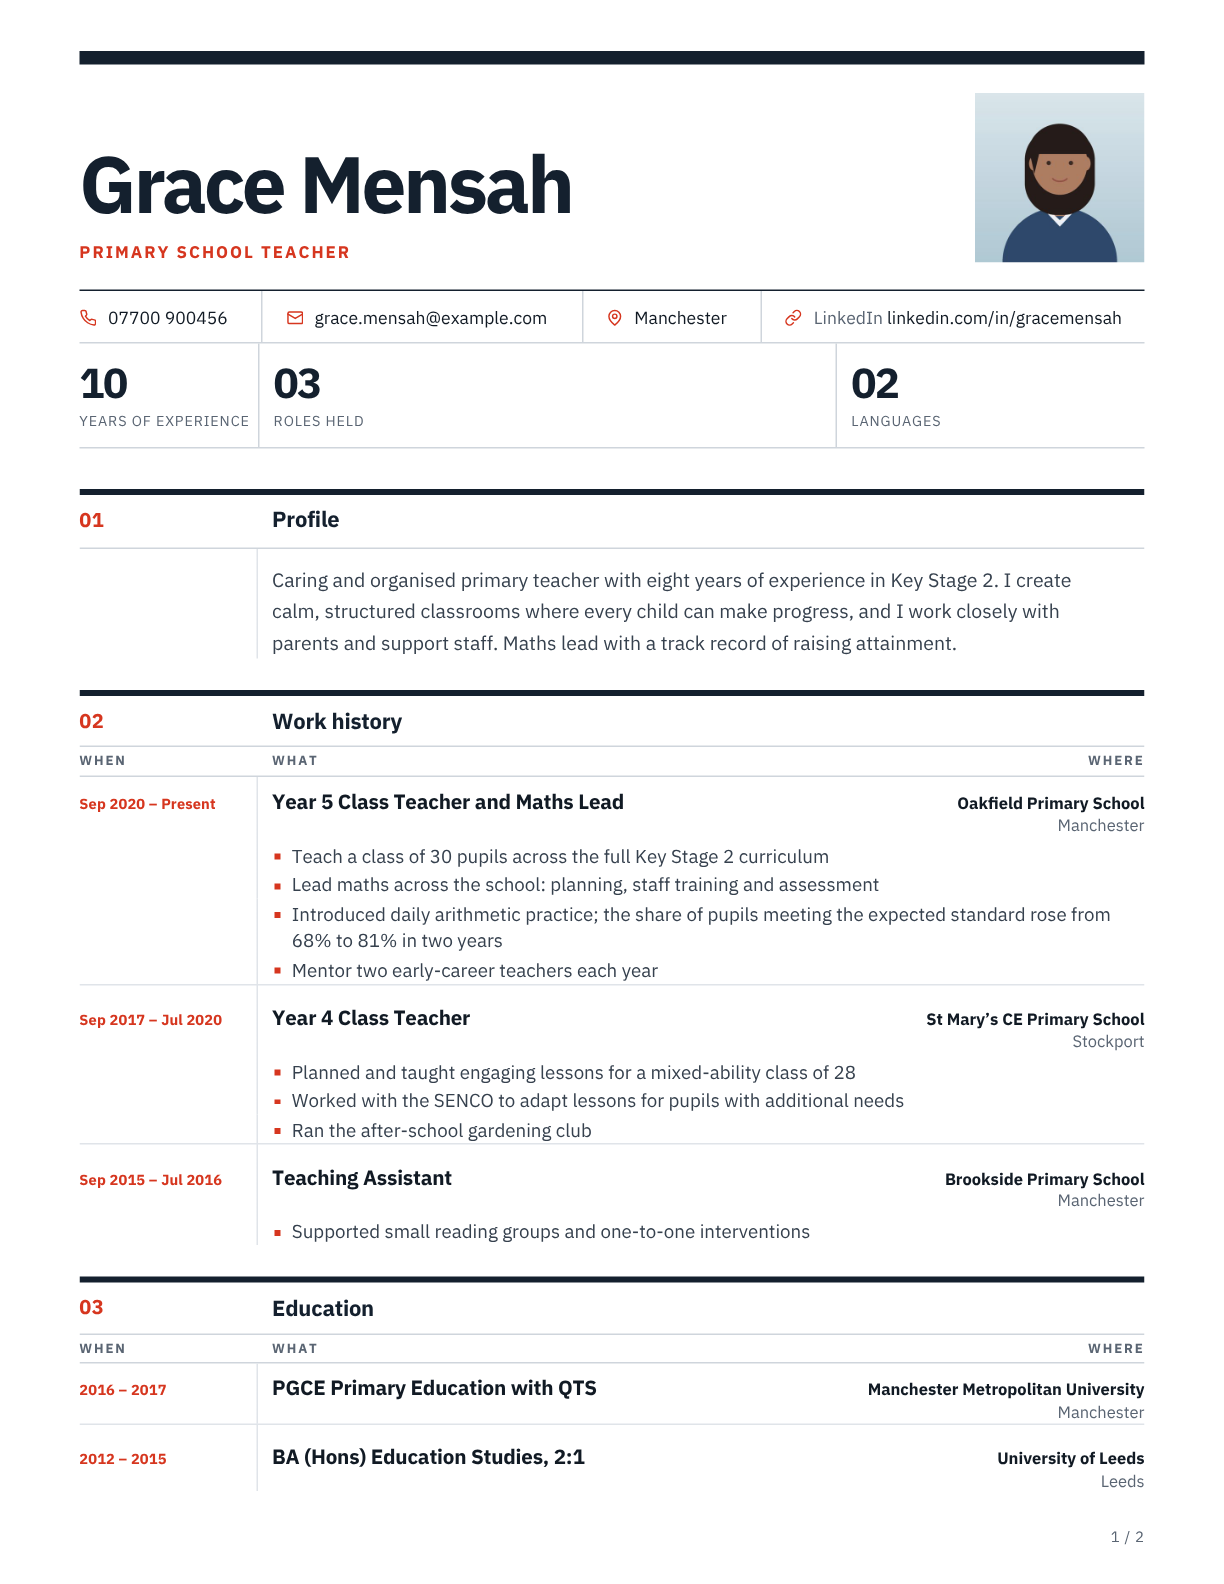 Grace Mensah
PRIMARY SCHOOL TEACHER
07700 900456
grace.mensah@example.com
Manchester
LinkedIn linkedin.com/in/gracemensah
10
YEARS OF EXPERIENCE
03
ROLES HELD
02
LANGUAGES
01
Profile
Caring and organised primary teacher with eight years of experience in Key Stage 2. I create
calm, structured classrooms where every child can make progress, and I work closely with
parents and support staff. Maths lead with a track record of raising attainment.
02
Work history
WHEN
WHAT
WHERE
Sep 2020 – Present
Year 5 Class Teacher and Maths Lead
Oakfield Primary School
Manchester
Teach a class of 30 pupils across the full Key Stage 2 curriculum
Lead maths across the school: planning, staff training and assessment
Introduced daily arithmetic practice; the share of pupils meeting the expected standard rose from
68% to 81% in two years
Mentor two early-career teachers each year
Sep 2017 – Jul 2020
Year 4 Class Teacher
St Mary’s CE Primary School
Stockport
Planned and taught engaging lessons for a mixed-ability class of 28
Worked with the SENCO to adapt lessons for pupils with additional needs
Ran the after-school gardening club
Sep 2015 – Jul 2016
Teaching Assistant
Brookside Primary School
Manchester
Supported small reading groups and one-to-one interventions
03
Education
WHEN
WHAT
WHERE
2016 – 2017
PGCE Primary Education with QTS
Manchester Metropolitan University
Manchester
2012 – 2015
BA (Hons) Education Studies, 2:1
University of Leeds
Leeds
1 / 2